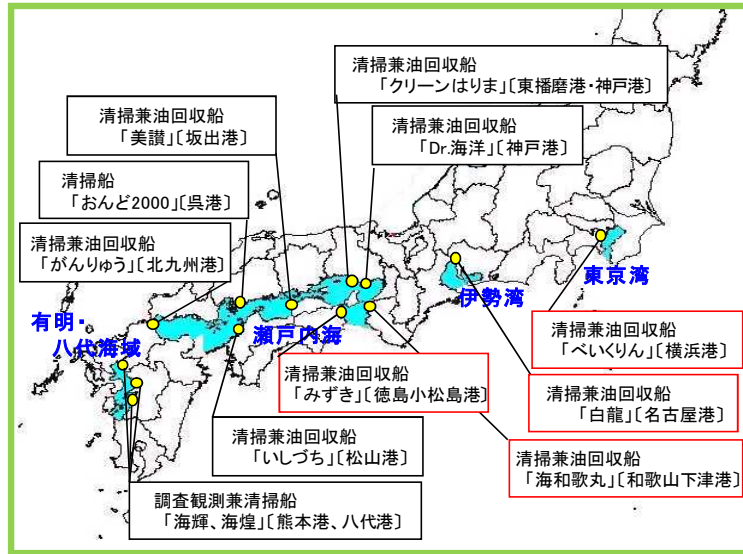 清掃兼油回収船
「クリーンはりま」〔東播磨港・神戸港〕
清掃兼油回収船
「美讃」〔坂出港〕
清掃兼油回収船
「Dr.海洋」〔神戸港〕
清掃船
「おんど2000」〔呉港〕
清掃兼油回収船
「がんりゅう」〔北九州港〕
東京湾
伊勢湾
有明・
八代海域
瀬戸内海
清掃兼油回収船
「べいくりん」〔横浜港〕
清掃兼油回収船
「みずき」〔徳島小松島港〕
清掃兼油回収船
「白龍」〔名古屋港〕
清掃兼油回収船
「いしづち」〔松山港〕
清掃兼油回収船
「海和歌丸」〔和歌山下津港〕
調査観測兼清掃船
「海輝、海煌」〔熊本港、八代港〕